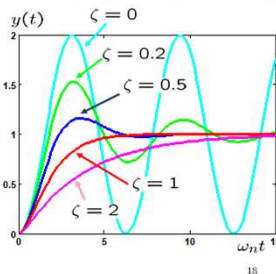 y(t)
ζ = 0
2
ζ = 0.2
1.5
ζ = 0.5
1
ζ = 1
0.5
ζ = 2
0
0 5 10 15
ω_n t
18